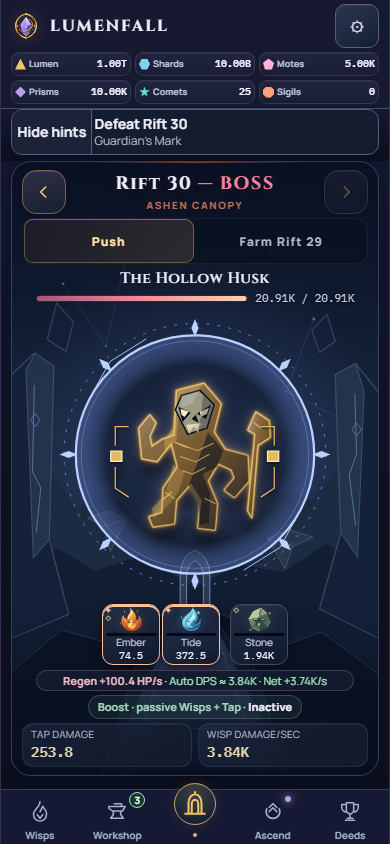 LUMENFALL
Lumen 1.00T
Shards 10.00B
Motes 5.00K
Prisms 10.00K
Comets 25
Sigils 0
Hide hints
Defeat Rift 30
Guardian's Mark
Rift 30 — BOSS
ASHEN CANOPY
Push
Farm Rift 29
The Hollow Husk
20.91K / 20.91K
Ember
74.5
Tide
372.5
Stone
1.94K
Regen +100.4 HP/s · Auto DPS ≈ 3.84K · Net +3.74K/s
Boost · passive Wisps + Tap · Inactive
TAP DAMAGE
253.8
WISP DAMAGE/SEC
3.84K
3
Wisps
Workshop
Ascend
Deeds